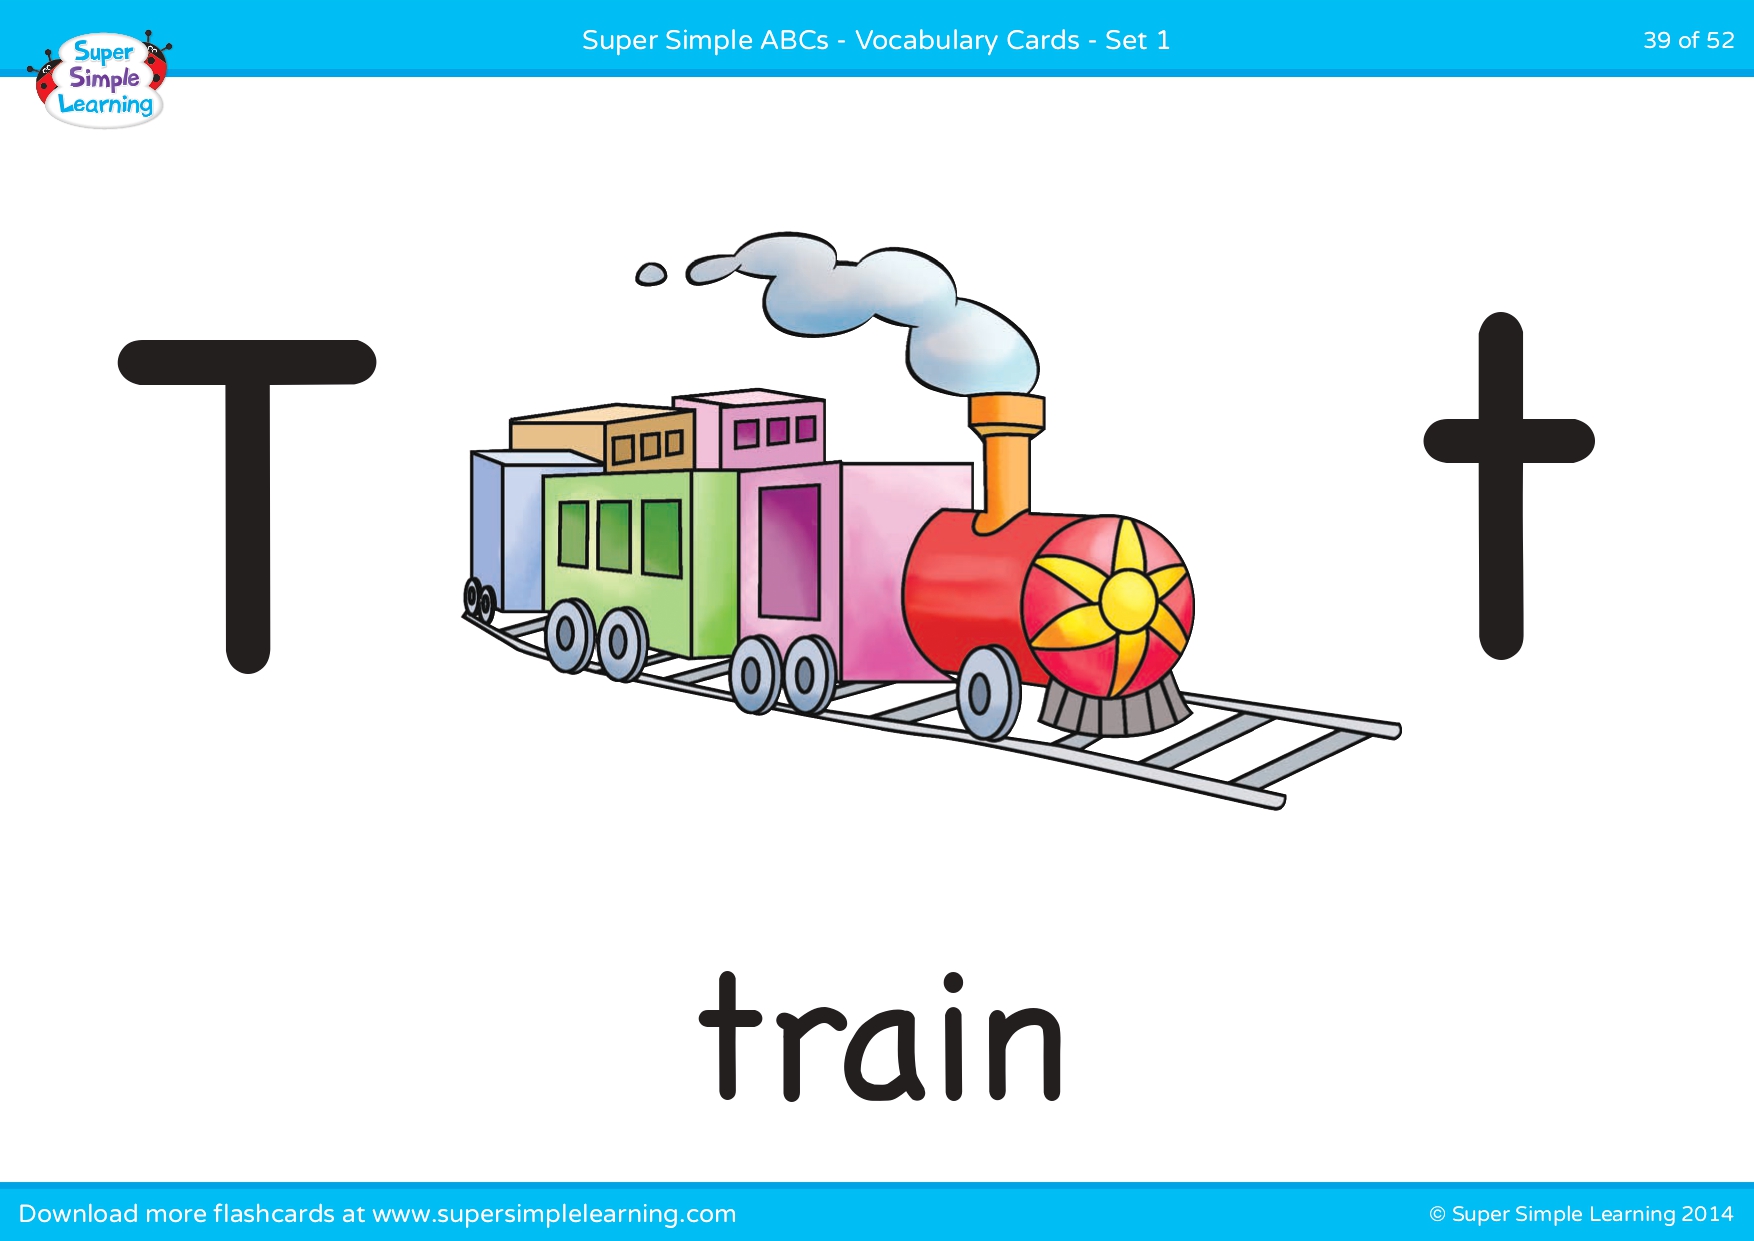 Super Simple ABCs - Vocabulary Cards - Set 1
39 of 52
Super
Simple
Learning
T
t
train
Download more flashcards at www.supersimplelearning.com
© Super Simple Learning 2014